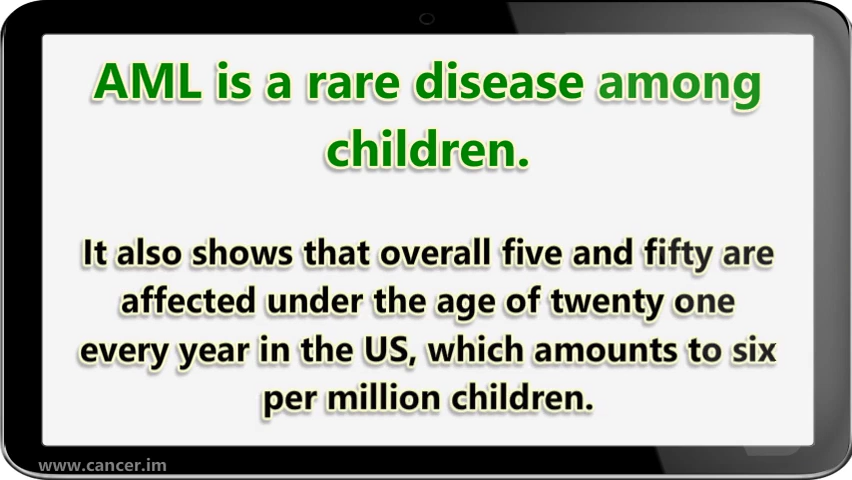 AML is a rare disease among
children.
It also shows that overall five and fifty are
affected under the age of twenty one
every year in the US, which amounts to six
per million children.
www.cancer.im